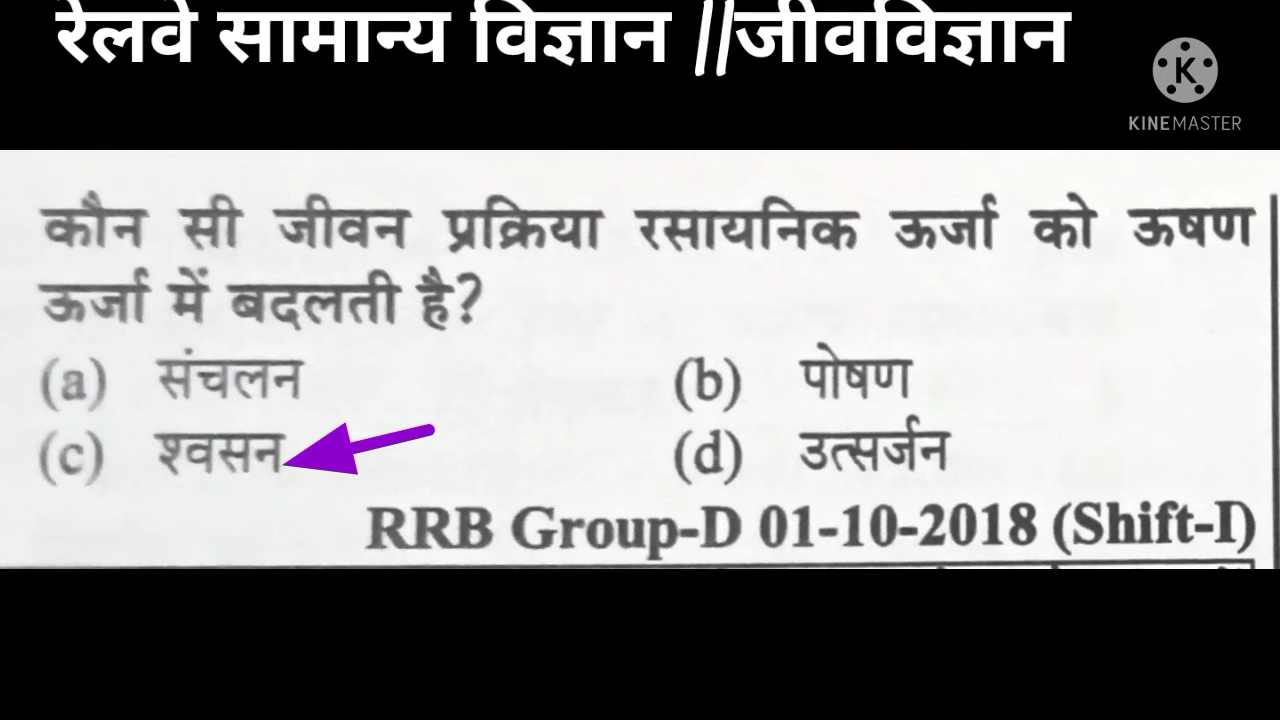 रेलवे सामान्य विज्ञान ||जीवविज्ञान
K
KINEMASTER
कौन सी जीवन प्रक्रिया रसायनिक ऊर्जा को ऊषण
ऊर्जा में बदलती है?
(a) संचलन (b) पोषण
(c) श्वसन (d) उत्सर्जन
RRB Group-D 01-10-2018 (Shift-I)